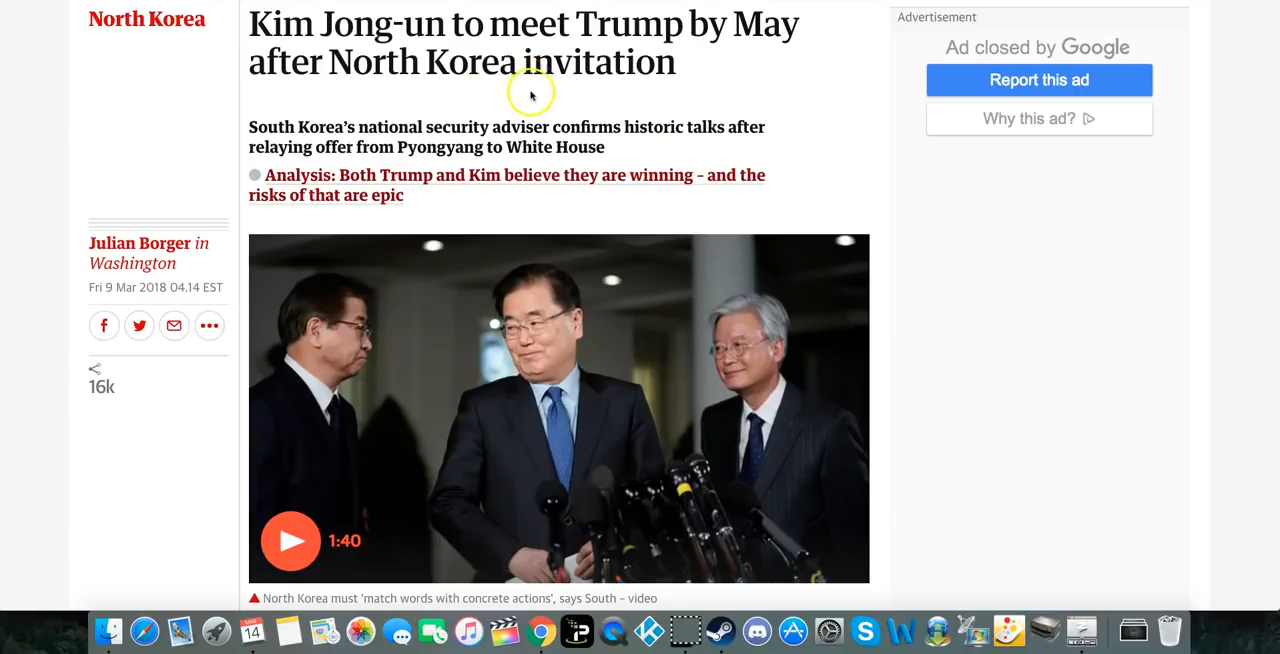 North Korea
Kim Jong-un to meet Trump by May
after North Korea invitation
South Korea’s national security adviser confirms historic talks after
relaying offer from Pyongyang to White House
Analysis: Both Trump and Kim believe they are winning – and the
risks of that are epic
Julian Borger in
Washington
Fri 9 Mar 2018 04.14 EST
16k
1:40
North Korea must 'match words with concrete actions', says South – video
Advertisement
Ad closed by Google
Report this ad
Why this ad?
MAR
14